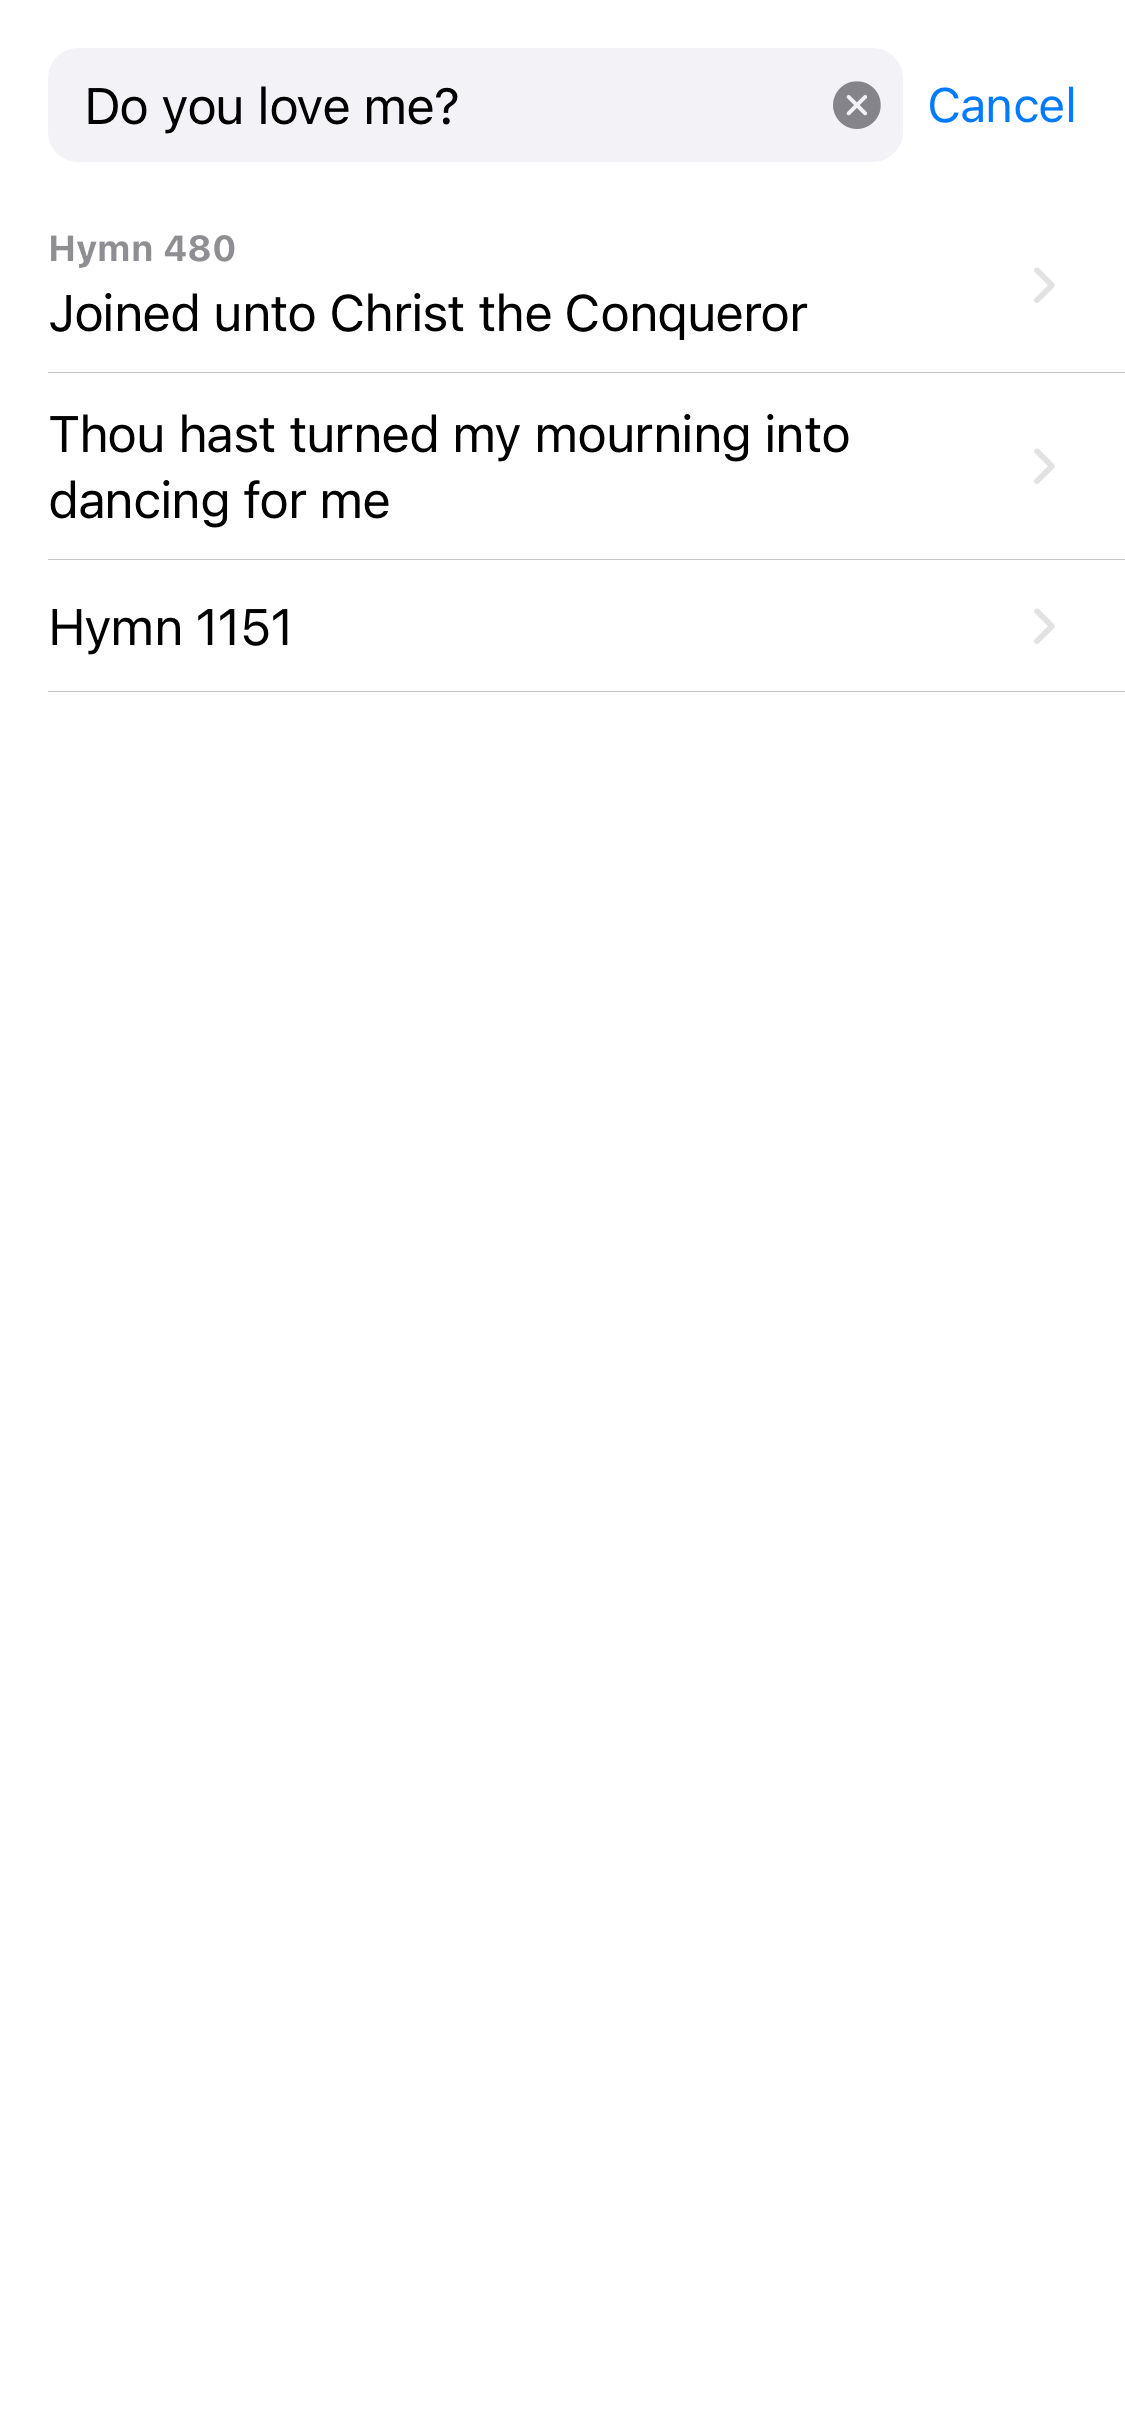 Do you love me?
Cancel
Hymn 480
Joined unto Christ the Conqueror
Thou hast turned my mourning into
dancing for me
Hymn 1151